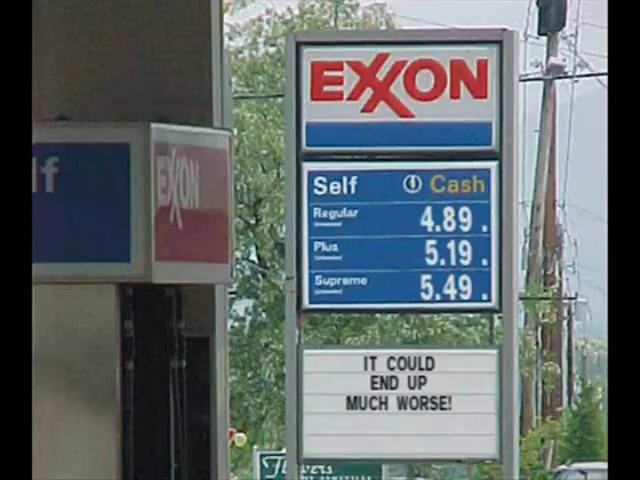 EXXON
Self Cash
Regular 4.89.
Plus 5.19.
Supreme 5.49.
IT COULD
END UP
MUCH WORSE!
lf
EXXON
Flowers